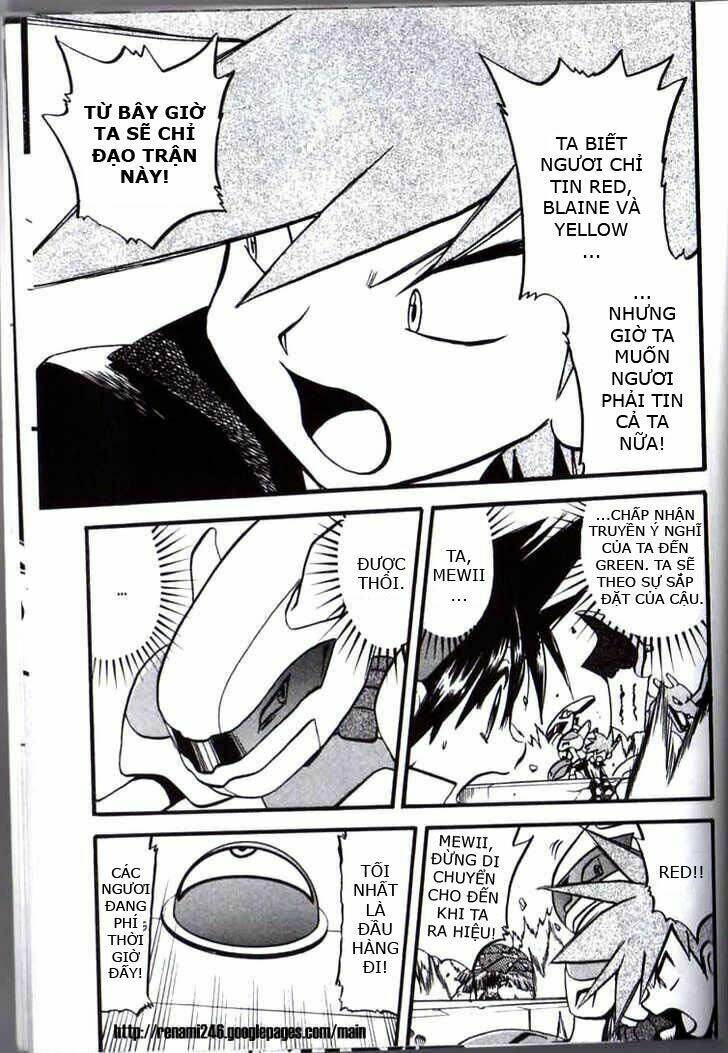 TA BIẾT
NGƯƠI CHỈ
TIN RED,
BLAINE VÀ
YELLOW
...
...
NHƯNG
GIỜ TA
MUỐN
NGƯƠI
PHẢI TIN
CẢ TA
NỮA!
TỪ BÂY GIỜ
TA SẼ CHỈ
ĐẠO TRẬN
NÀY!
...CHẤP NHẬN
TRUYỀN Ý NGHĨ
CỦA TA ĐẾN
GREEN. TA SẼ
THEO SỰ SẮP
ĐẶT CỦA CẬU.
TA,
MEWII
...
ĐƯỢC
THÔI.
...
RED!!
MEWII,
ĐỪNG DI
CHUYỂN
CHO ĐẾN
KHI TA
RA HIỆU!
TỐI
NHẤT
LÀ
ĐẦU
HÀNG
ĐI!
CÁC
NGƯƠI
ĐANG
PHÍ
THỜI
GIỜ
ĐẤY!
http://renami246.googlepages.com/main